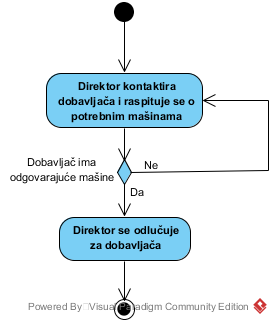 Direktor kontaktira
dobavljača i raspituje se o
potrebnim mašinama
Dobavljač ima
odgovarajuće mašine
Ne
Da
Direktor se odlučuje
za dobavljača
Powered By Visual Paradigm Community Edition